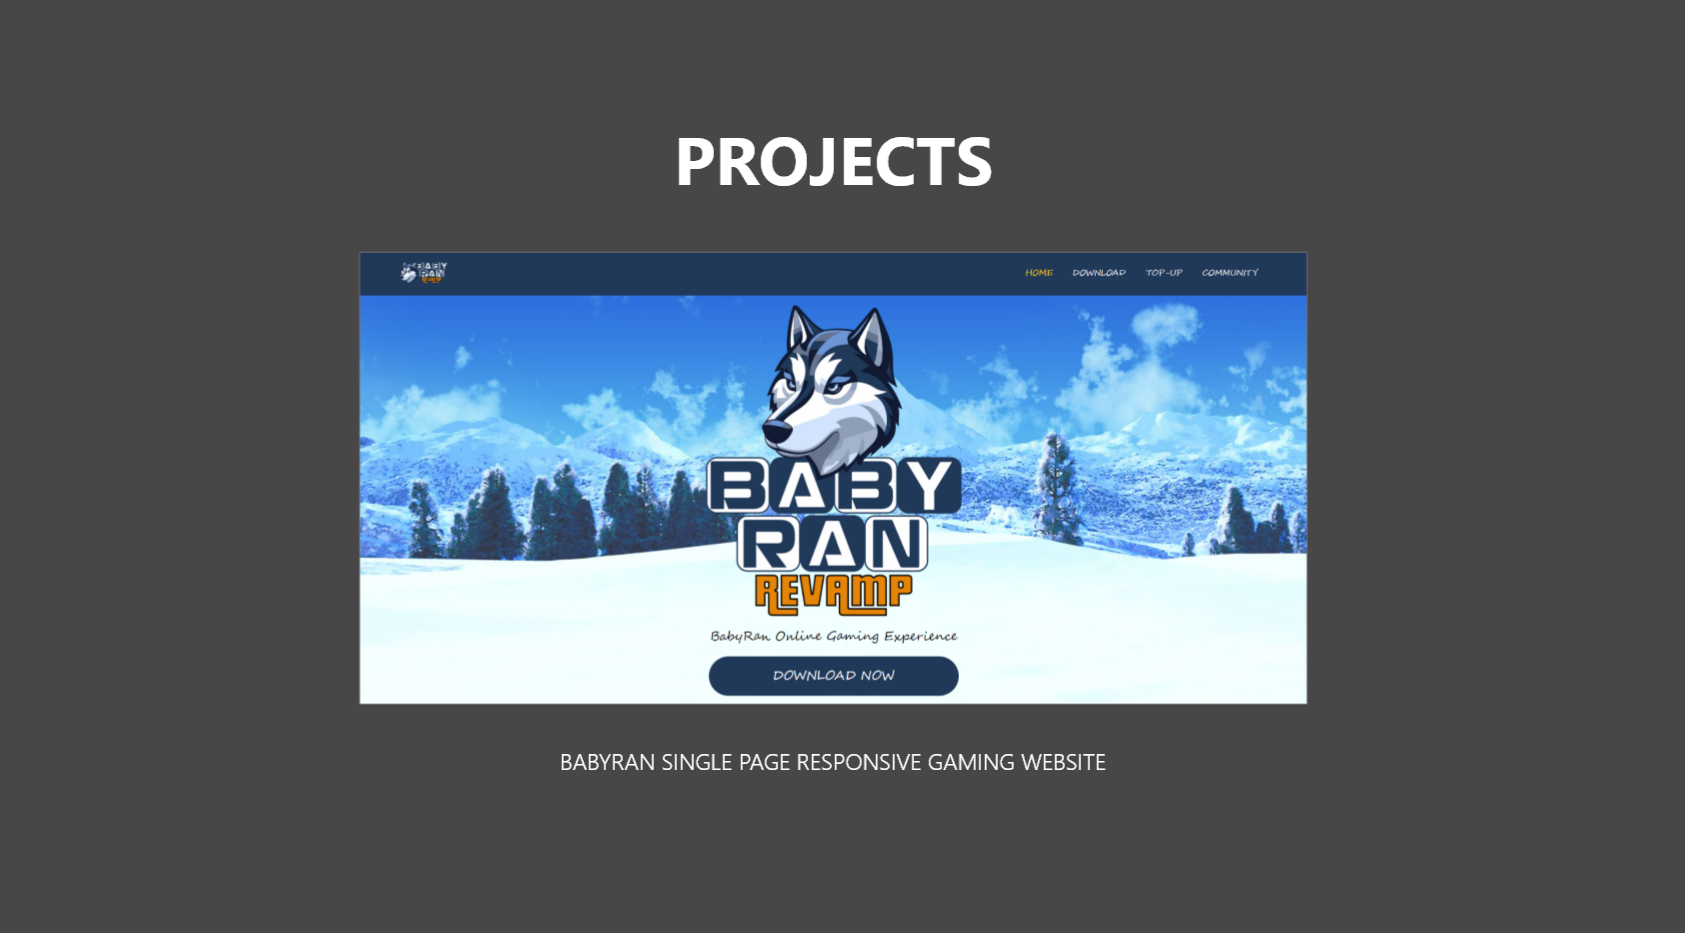 PROJECTS
BABY
RAN
HOME DOWNLOAD TOP-UP COMMUNITY
BABY
RAN
REVAMP
BabyRan Online Gaming Experience
DOWNLOAD NOW
BABYRAN SINGLE PAGE RESPONSIVE GAMING WEBSITE